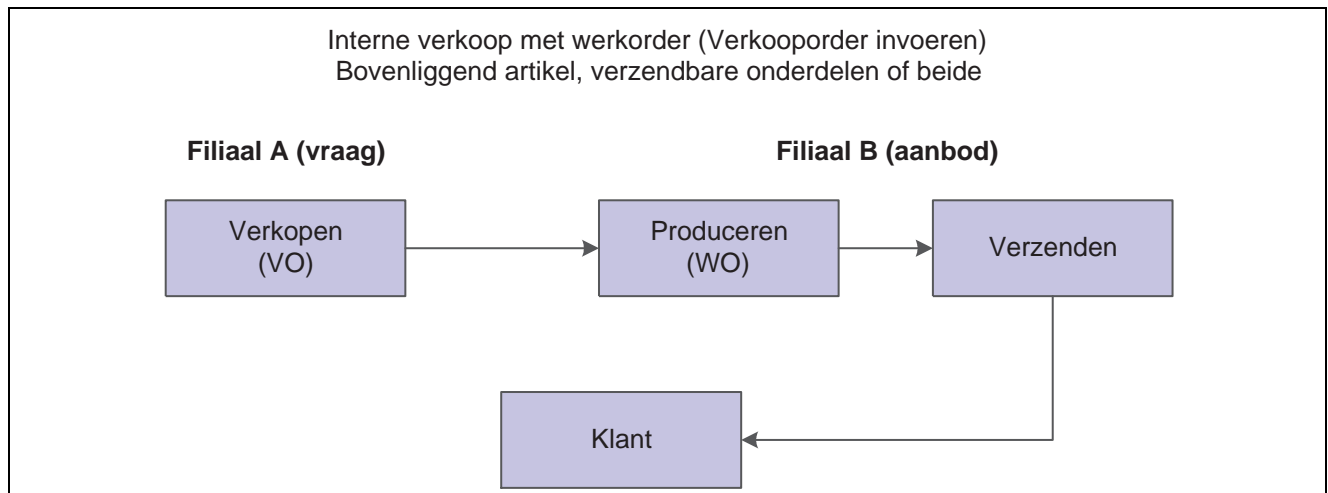 Interne verkoop met werkorder (Verkooporder invoeren)
Bovenliggend artikel, verzendbare onderdelen of beide
Filiaal A (vraag)
Filiaal B (aanbod)
Verkopen
(VO)
Produceren
(WO)
Verzenden
Klant